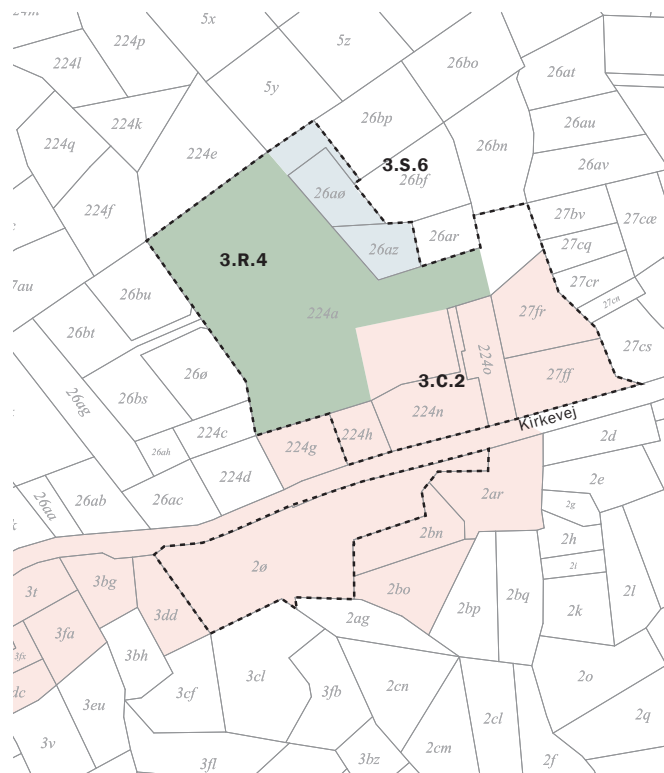 5x
224p
5z
224l
26bo
26at
5y
26bp
224k
26au
224q
26bn
224e
3.S.6
26av
26bf
26aø
224f
27bv
27cæ
26ar
26az
27cq
3.R.4
7au
27cr
26bu
27cn
224a
27fr
26bt
27cs
224o
26ø
3.C.2
27ff
26bs
26ag
224n
Kirkevej
224c
224h
2d
224g
26ah
224d
2e
26aa
26ab
26ac
2ar
2g
2bn
2h
2ø
2i
3t
3bg
2bo
2bq
2l
3dd
2bp
2k
3fa
2ag
3fx
3bh
dc
3cl
2o
3cf
3fb
2cn
3eu
2cl
2q
3v
2cm
3bz
2f
3fl